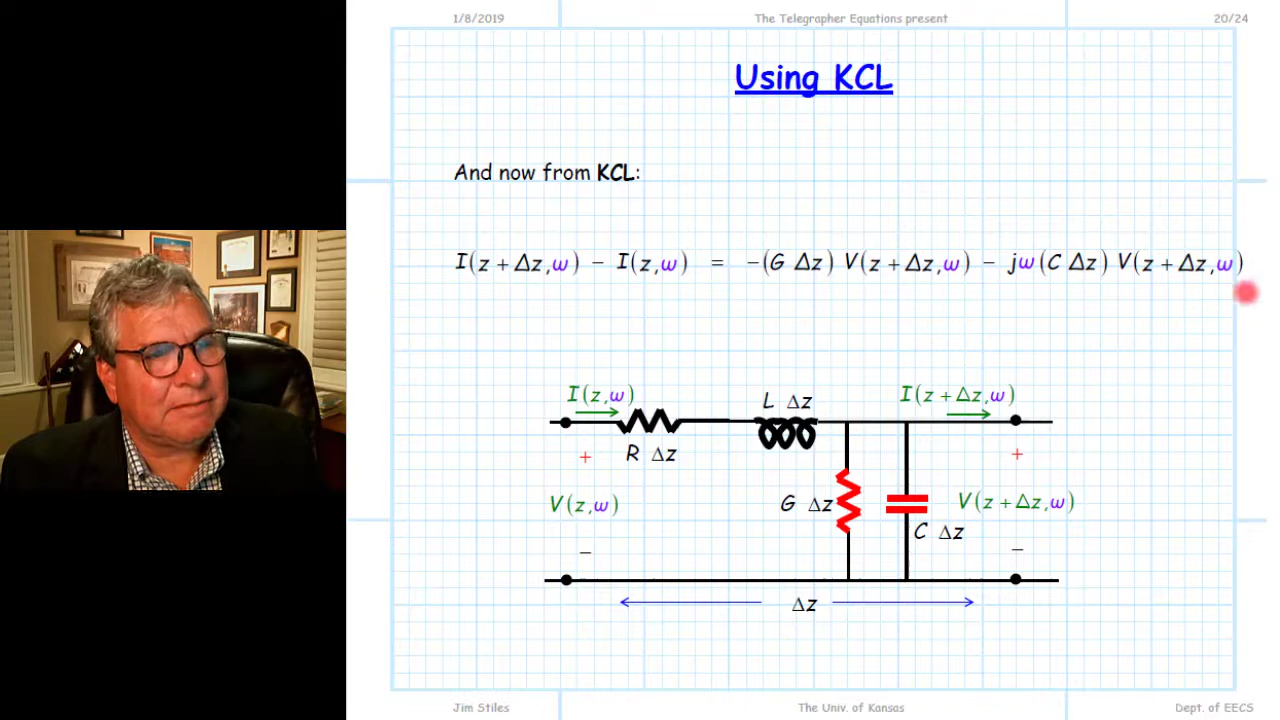 1/8/2019 The Telegrapher Equations present 20/24
Using KCL
And now from KCL:
I(z + Δz,ω) − I(z,ω) = −(G Δz) V(z + Δz,ω) − jω(C Δz) V(z + Δz,ω)
I(z,ω) L Δz I(z + Δz,ω)
+ R Δz +
V(z,ω) G Δz V(z + Δz,ω)
C Δz
− −
Δz
Jim Stiles The Univ. of Kansas Dept. of EECS